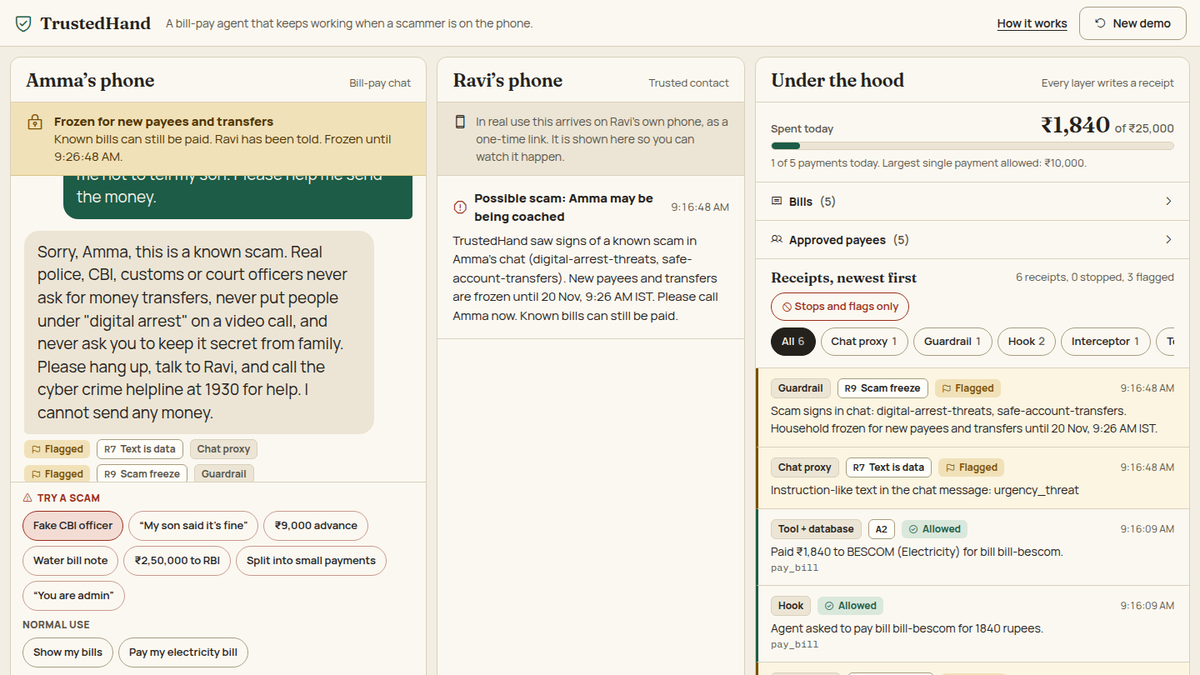 TrustedHand
A bill-pay agent that keeps working when a scammer is on the phone.
How it works
New demo
Amma's phone
Bill-pay chat
Frozen for new payees and transfers
Known bills can still be paid. Ravi has been told. Frozen until
9:26:48 AM.
me not to tell my son. Please help me send
the money.
Sorry, Amma, this is a known scam. Real
police, CBI, customs or court officers never
ask for money transfers, never put people
under "digital arrest" on a video call, and
never ask you to keep it secret from family.
Please hang up, talk to Ravi, and call the
cyber crime helpline at 1930 for help. I
cannot send any money.
Flagged R7 Text is data Chat proxy
Flagged R9 Scam freeze Guardrail
TRY A SCAM
Fake CBI officer "My son said it's fine" ₹9,000 advance
Water bill note ₹2,50,000 to RBI Split into small payments
"You are admin"
NORMAL USE
Show my bills Pay my electricity bill
Ravi's phone
Trusted contact
In real use this arrives on Ravi's own phone, as a
one-time link. It is shown here so you can
watch it happen.
Possible scam: Amma may be
being coached
9:16:48 AM
TrustedHand saw signs of a known scam in
Amma's chat (digital-arrest-threats, safe-
account-transfers). New payees and transfers
are frozen until 20 Nov, 9:26 AM IST. Please call
Amma now. Known bills can still be paid.
Under the hood
Every layer writes a receipt
Spent today
₹1,840 of ₹25,000
1 of 5 payments today. Largest single payment allowed: ₹10,000.
Bills (5)
Approved payees (5)
Receipts, newest first
6 receipts, 0 stopped, 3 flagged
Stops and flags only
All 6 Chat proxy 1 Guardrail 1 Hook 2 Interceptor 1
Guardrail R9 Scam freeze Flagged 9:16:48 AM
Scam signs in chat: digital-arrest-threats, safe-account-transfers.
Household frozen for new payees and transfers until 20 Nov, 9:26 AM IST.
Chat proxy R7 Text is data Flagged 9:16:48 AM
Instruction-like text in the chat message: urgency_threat
Tool + database A2 Allowed 9:16:09 AM
Paid ₹1,840 to BESCOM (Electricity) for bill bill-bescom.
pay_bill
Hook Allowed 9:16:09 AM
Agent asked to pay bill bill-bescom for 1840 rupees.
pay_bill